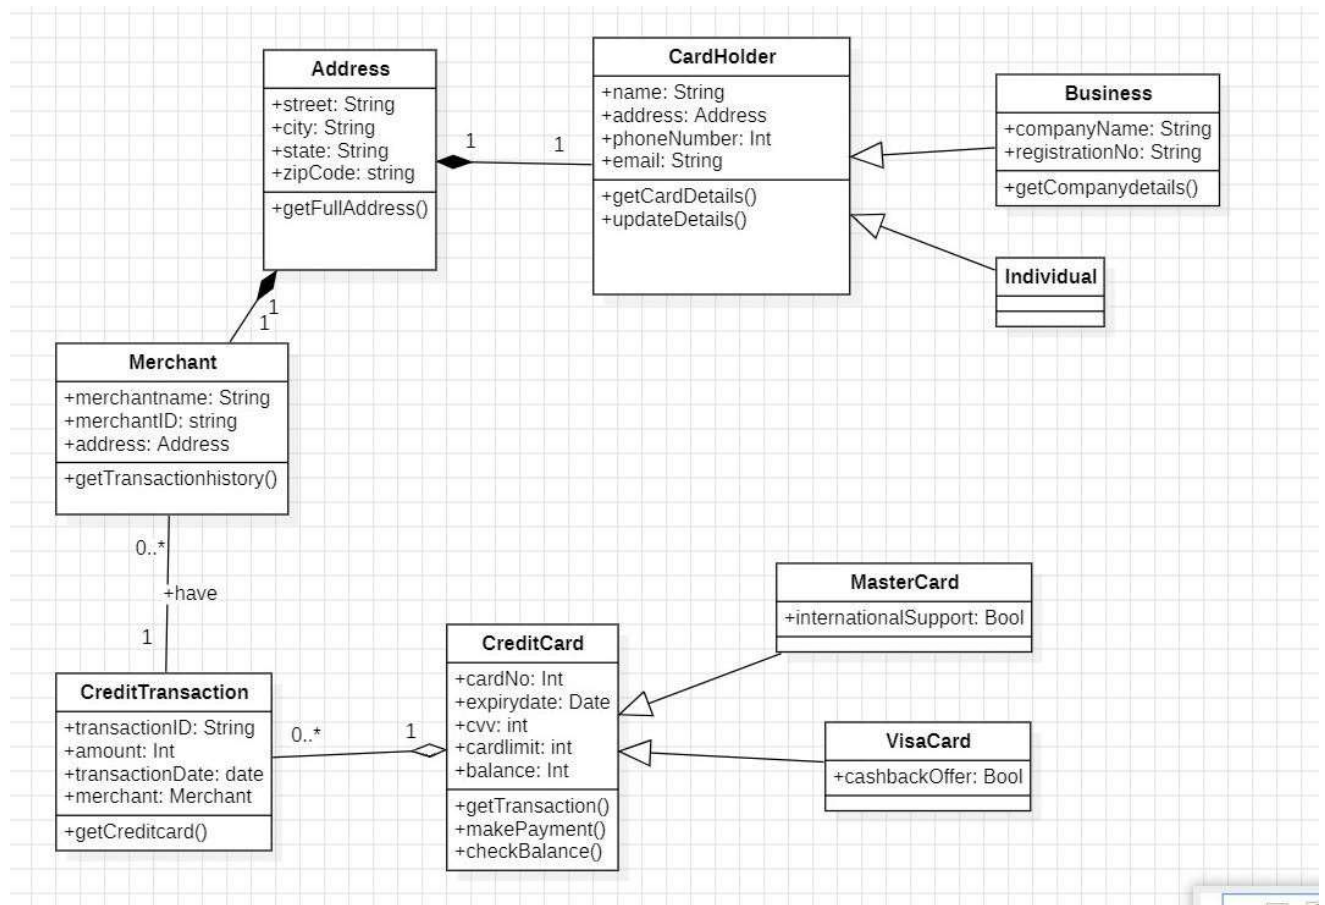 Address
+street: String
+city: String
+state: String
+zipCode: string
+getFullAddress()
1
1
CardHolder
+name: String
+address: Address
+phoneNumber: Int
+email: String
+getCardDetails()
+updateDetails()
Business
+companyName: String
+registrationNo: String
+getCompanydetails()
Individual
1
1
Merchant
+merchantname: String
+merchantID: string
+address: Address
+getTransactionhistory()
0..*
+have
1
CreditTransaction
+transactionID: String
+amount: Int
+transactionDate: date
+merchant: Merchant
+getCreditcard()
0..*
1
CreditCard
+cardNo: Int
+expirydate: Date
+cvv: int
+cardlimit: int
+balance: Int
+getTransaction()
+makePayment()
+checkBalance()
MasterCard
+internationalSupport: Bool
VisaCard
+cashbackOffer: Bool